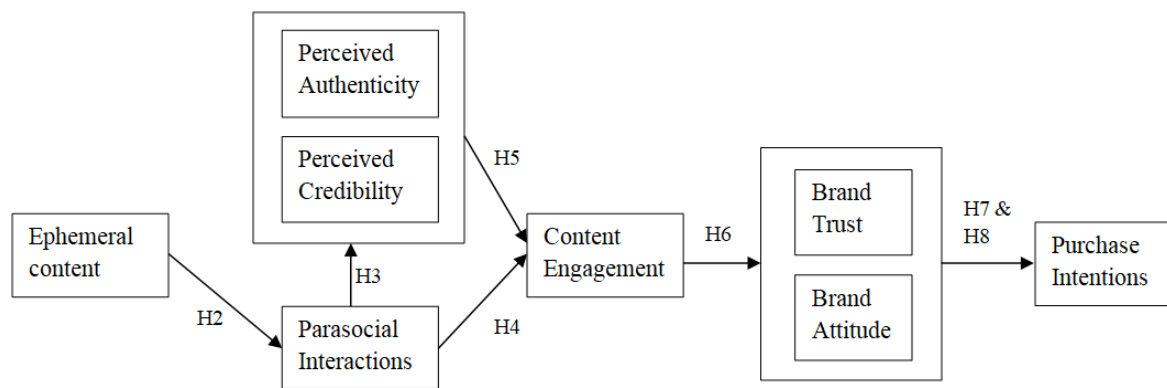 Perceived
Authenticity
Perceived
Credibility
H5
Ephemeral
content
H2
H3
Parasocial
Interactions
H4
Content
Engagement
H6
Brand
Trust
Brand
Attitude
H7 &
H8
Purchase
Intentions